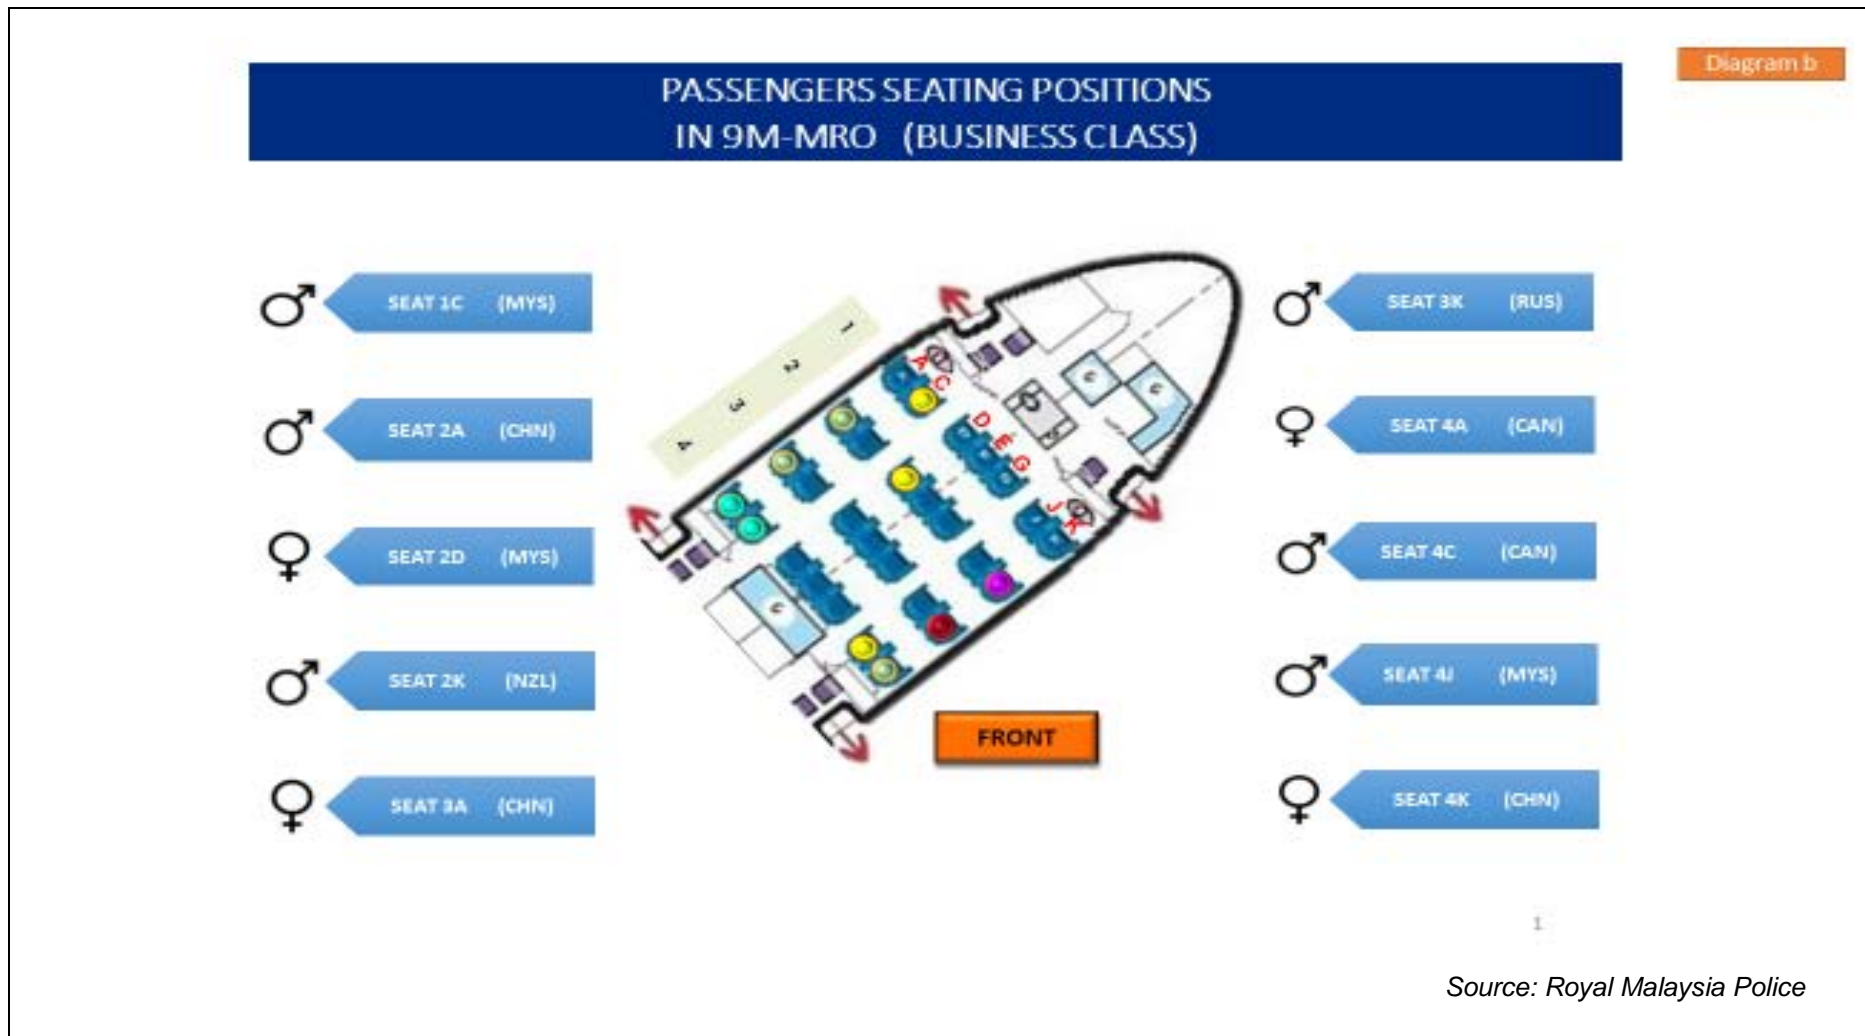 Diagram b
PASSENGERS SEATING POSITIONS
IN 9M-MRO (BUSINESS CLASS)
SEAT 1C (MYS)
SEAT 2A (CHN)
SEAT 2D (MYS)
SEAT 2K (NZL)
SEAT 3A (CHN)
1
2
3
4
A
C
D
E
G
J
K
FRONT
SEAT 3K (RUS)
SEAT 4A (CAN)
SEAT 4C (CAN)
SEAT 4J (MYS)
SEAT 4K (CHN)
1
Source: Royal Malaysia Police